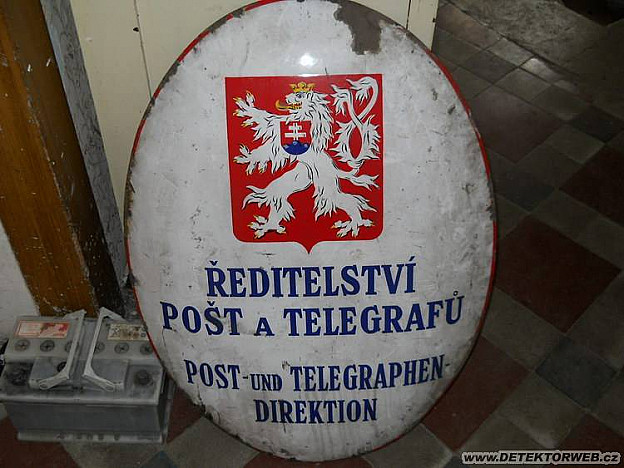 ŘEDITELSTVÍ
POŠT A TELEGRAFŮ
POST- UND TELEGRAPHEN-
DIREKTION
WWW.DETEKTORWEB.CZ